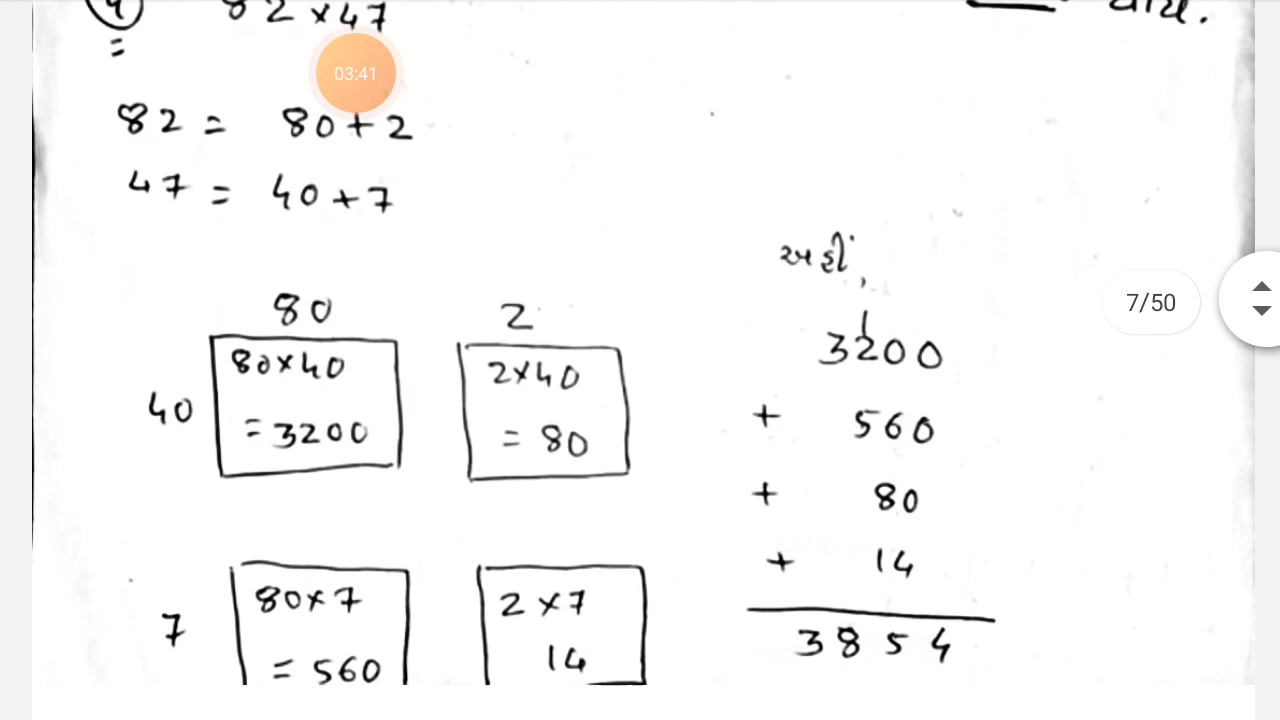 82 × 47
=
03:41
82 = 80 + 2
47 = 40 + 7
અહીં,
80 2
1
40 80×40 2×40 3200
= 3200 = 80 + 560
+ 80
+ 14
7 80×7 2×7
= 560 14 3854
7/50